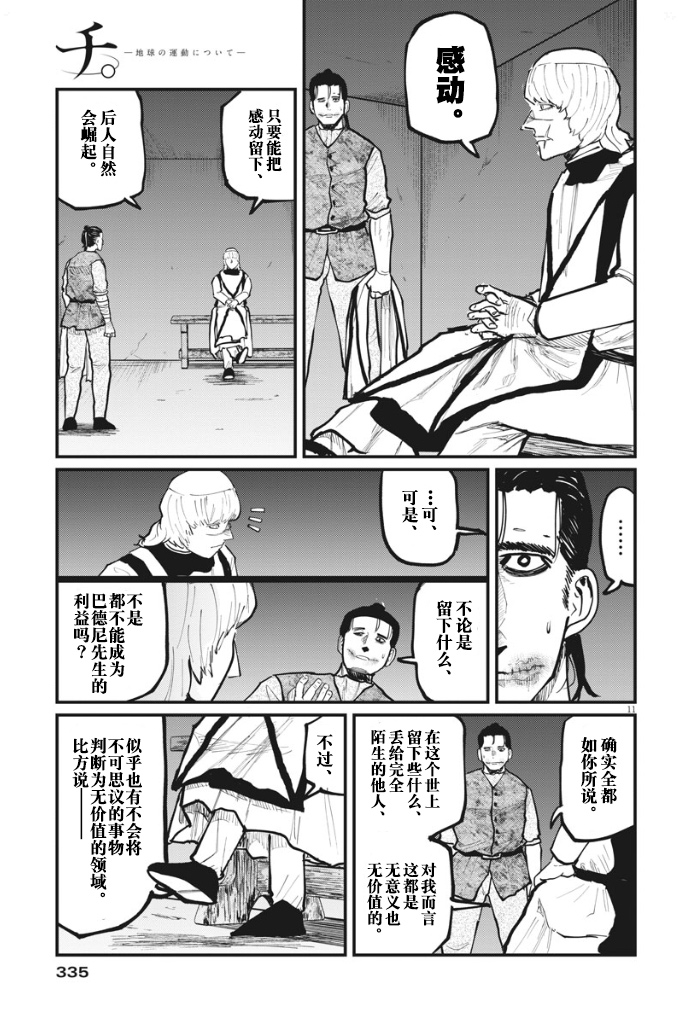 チ。
―地球の運動について―
感动。
只要能把
感动留下、
后人自然
会崛起。
……
…可、
可是、
不论是
留下什么、
不是
都不能成为
巴德尼先生的
利益吗？
11
确实全都
如你所说。
在这个世上
留下些什么、
丢给完全
陌生的他人、
对我而言
这都是
无意义也
无价值的。
不过、
似乎也有不会将
不可思议的事物
判断为无价值的领域。
比方说——
335